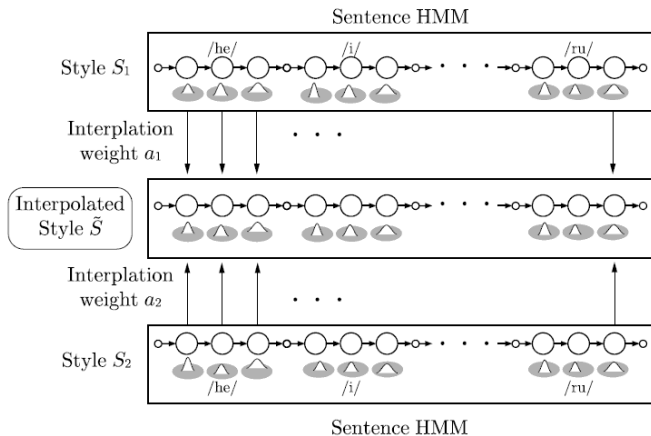 Sentence HMM
/he/ /i/ /ru/
Style S₁
Interplation
weight a₁
Interpolated
Style S̃
Interplation
weight a₂
Style S₂
/he/ /i/ /ru/
Sentence HMM